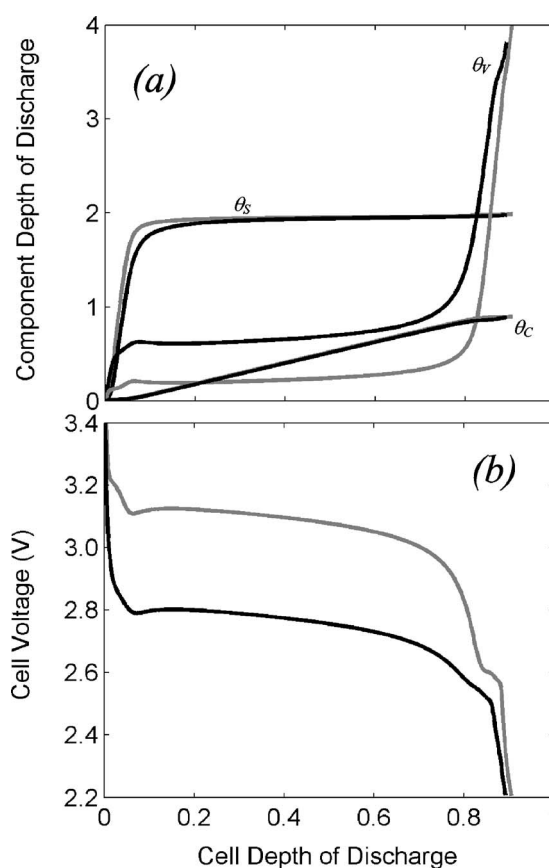 4
(a)
θV
3
Component Depth of Discharge
2
θS
1
θC
0
3.4
(b)
3.2
3.0
Cell Voltage (V)
2.8
2.6
2.4
2.2
0 0.2 0.4 0.6 0.8
Cell Depth of Discharge